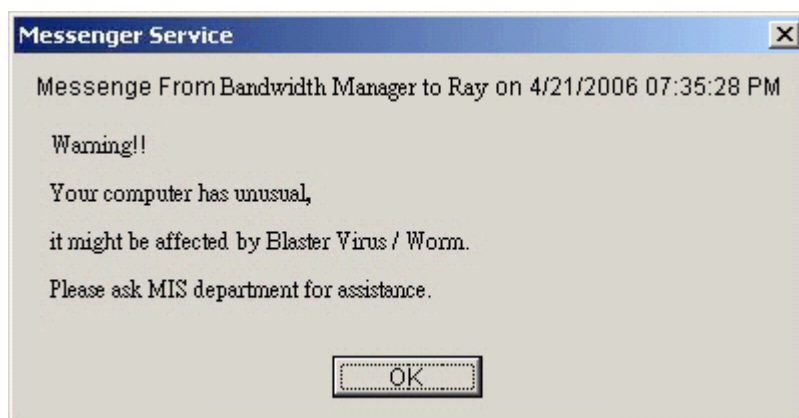 Messenger Service
Messenge From Bandwidth Manager to Ray on 4/21/2006 07:35:28 PM
Warning!!
Your computer has unusual,
it might be affected by Blaster Virus / Worm.
Please ask MIS department for assistance.
OK